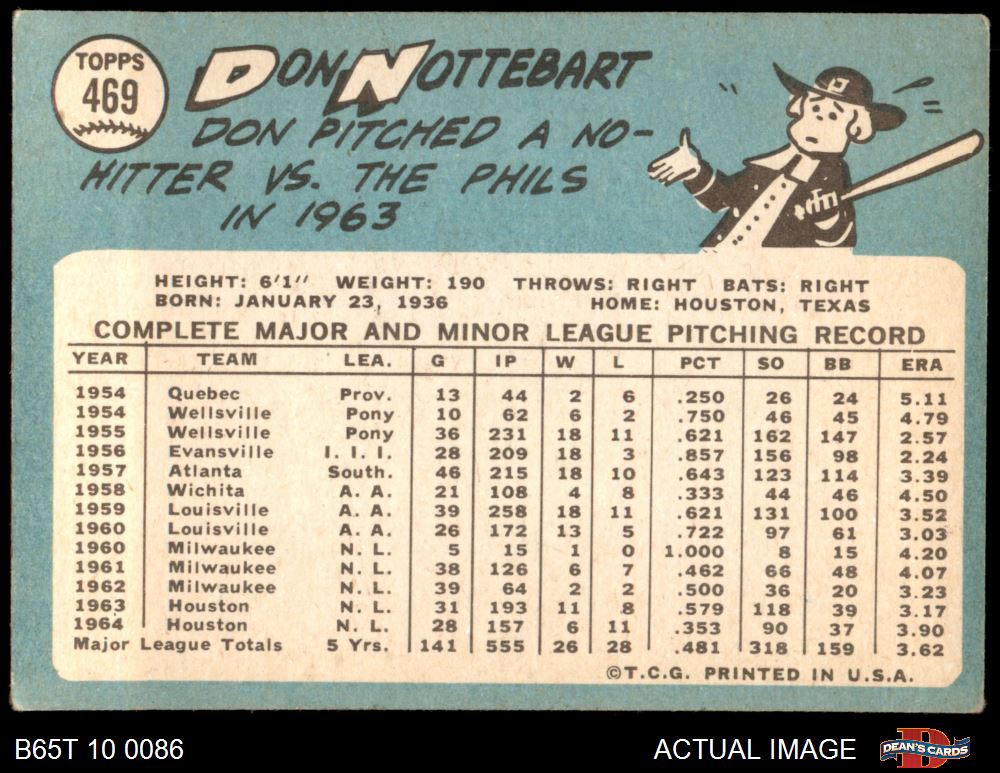 TOPPS
469
DON NOTTEBART
DON PITCHED A NO-
HITTER VS. THE PHILS
IN 1963
HEIGHT: 6'1" WEIGHT: 190 THROWS: RIGHT BATS: RIGHT
BORN: JANUARY 23, 1936 HOME: HOUSTON, TEXAS
COMPLETE MAJOR AND MINOR LEAGUE PITCHING RECORD
YEAR TEAM LEA. G IP W L PCT SO BB ERA
1954 Quebec Prov. 13 44 2 6 .250 26 24 5.11
1954 Wellsville Pony 10 62 6 2 .750 46 45 4.79
1955 Wellsville Pony 36 231 18 11 .621 162 147 2.57
1956 Evansville I. I. I. 28 209 18 3 .857 156 98 2.24
1957 Atlanta South. 46 215 18 10 .643 123 114 3.39
1958 Wichita A. A. 21 108 4 8 .333 44 46 4.50
1959 Louisville A. A. 39 258 18 11 .621 131 100 3.52
1960 Louisville A. A. 26 172 13 5 .722 97 61 3.03
1960 Milwaukee N. L. 5 15 1 0 1.000 8 15 4.20
1961 Milwaukee N. L. 38 126 6 7 .462 66 48 4.07
1962 Milwaukee N. L. 39 64 2 2 .500 36 20 3.23
1963 Houston N. L. 31 193 11 8 .579 118 39 3.17
1964 Houston N. L. 28 157 6 11 .353 90 37 3.90
Major League Totals 5 Yrs. 141 555 26 28 .481 318 159 3.62
©T.C.G. PRINTED IN U.S.A.
B65T 10 0086 ACTUAL IMAGE
DEAN'S CARDS